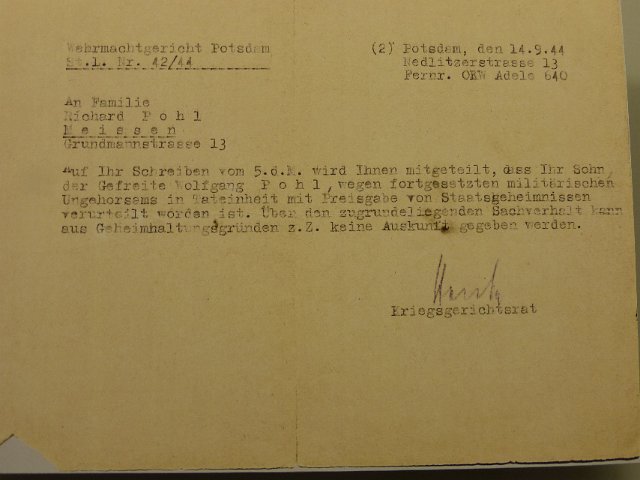 Wehrmachtgericht Potsdam
St.L. Nr. 42/44
(2) Potsdam, den 14.9.44
Nedlitzerstrasse 13
Fernr. OKW Adele 640
An Familie
Richard P o h l
M e i s s e n
Grundmannstrasse 13
Auf Ihr Schreiben vom 5.d.M. wird Ihnen mitgeteilt, dass Ihr Sohn,
der Gefreite Wolfgang P o h l, wegen fortgesetzten militärischen
Ungehorsams in Tateinheit mit Preisgabe von Staatsgeheimnissen
verurteilt worden ist. Über den zugrundeliegenden Sachverhalt kann
aus Geheimhaltungsgründen z.Z. keine Auskunft gegeben werden.
Kriegsgerichtsrat